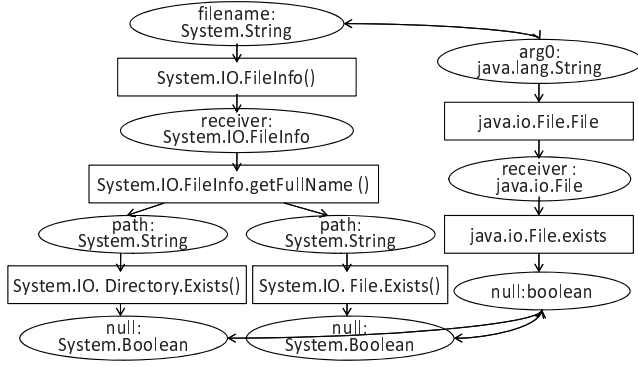 filename:
System.String
System.IO.FileInfo()
receiver:
System.IO.FileInfo
System.IO.FileInfo.getFullName ()
path:
System.String
path:
System.String
System.IO. Directory.Exists()
System.IO. File.Exists()
null:
System.Boolean
null:
System.Boolean
arg0:
java.lang.String
java.io.File.File
receiver :
java.io.File
java.io.File.exists
null:boolean